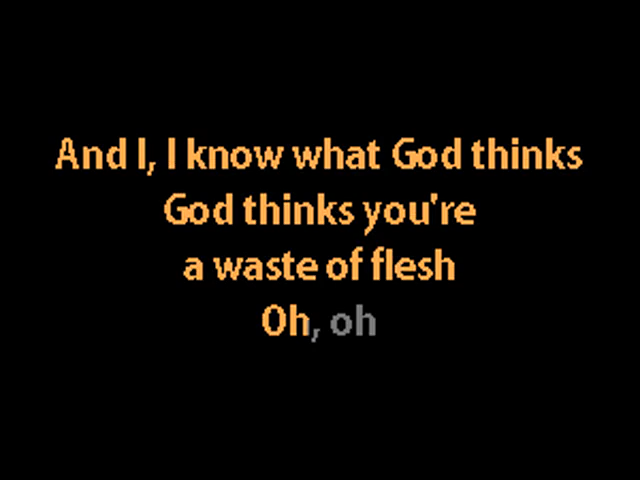 And I, I know what God thinks
God thinks you're
a waste of flesh
Oh, oh